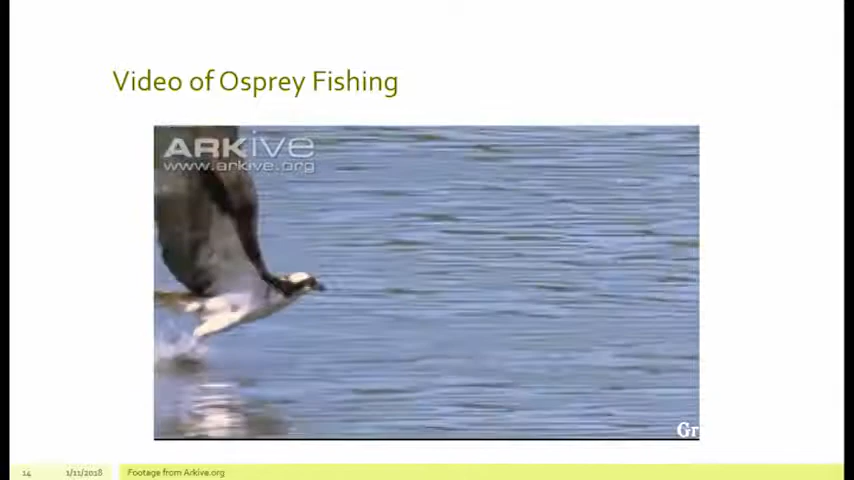 Video of Osprey Fishing
ARKive
www.arkive.org
Gr
14 1/11/2018 Footage from Arkive.org